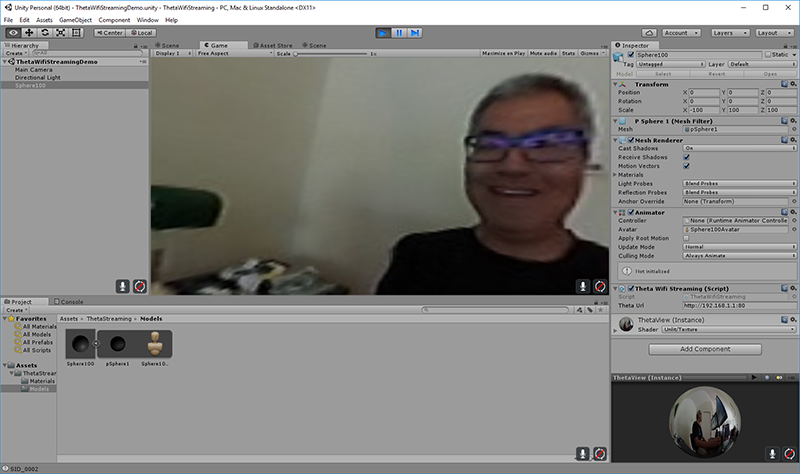 Unity Personal (64bit) - ThetaWifiStreamingDemo.unity - ThetaWifiStreaming - PC, Mac & Linux Standalone <DX11>
File Edit Assets GameObject Component Window Help
Center Local Account Layers Layout
Hierarchy
Create All
ThetaWifiStreamingDemo
Main Camera
Directional Light
Sphere100
Scene Game Asset Store Scene
Display 1 Free Aspect Scale 1x Maximize on Play Mute audio Stats Gizmos
Inspector
Sphere100 Static
Tag Untagged Layer Default
Model Select Revert Open
Transform
Position X 0 Y 0 Z 0
Rotation X 0 Y 0 Z 0
Scale X -100 Y 100 Z 100
P Sphere 1 (Mesh Filter)
Mesh pSphere1
Mesh Renderer
Cast Shadows On
Receive Shadows
Motion Vectors
Materials
Light Probes Blend Probes
Reflection Probes Blend Probes
Anchor Override None (Transform)
Animator
Controller None (Runtime Animator Controlle
Avatar Sphere100Avatar
Apply Root Motion
Update Mode Normal
Culling Mode Always Animate
Not initialized
Theta Wifi Streaming (Script)
Script ThetaWifiStreaming
Theta Url http://192.168.1.1:80
ThetaView (Instance)
Shader Unlit/Texture
Add Component
ThetaView (Instance)
Project Console
Create
Favorites
All Materials
All Models
All Prefabs
All Scripts
Assets
ThetaStrean
Materials
Models
Assets ThetaStreaming Models
Sphere100 pSphere1 Sphere10..
SID_0002